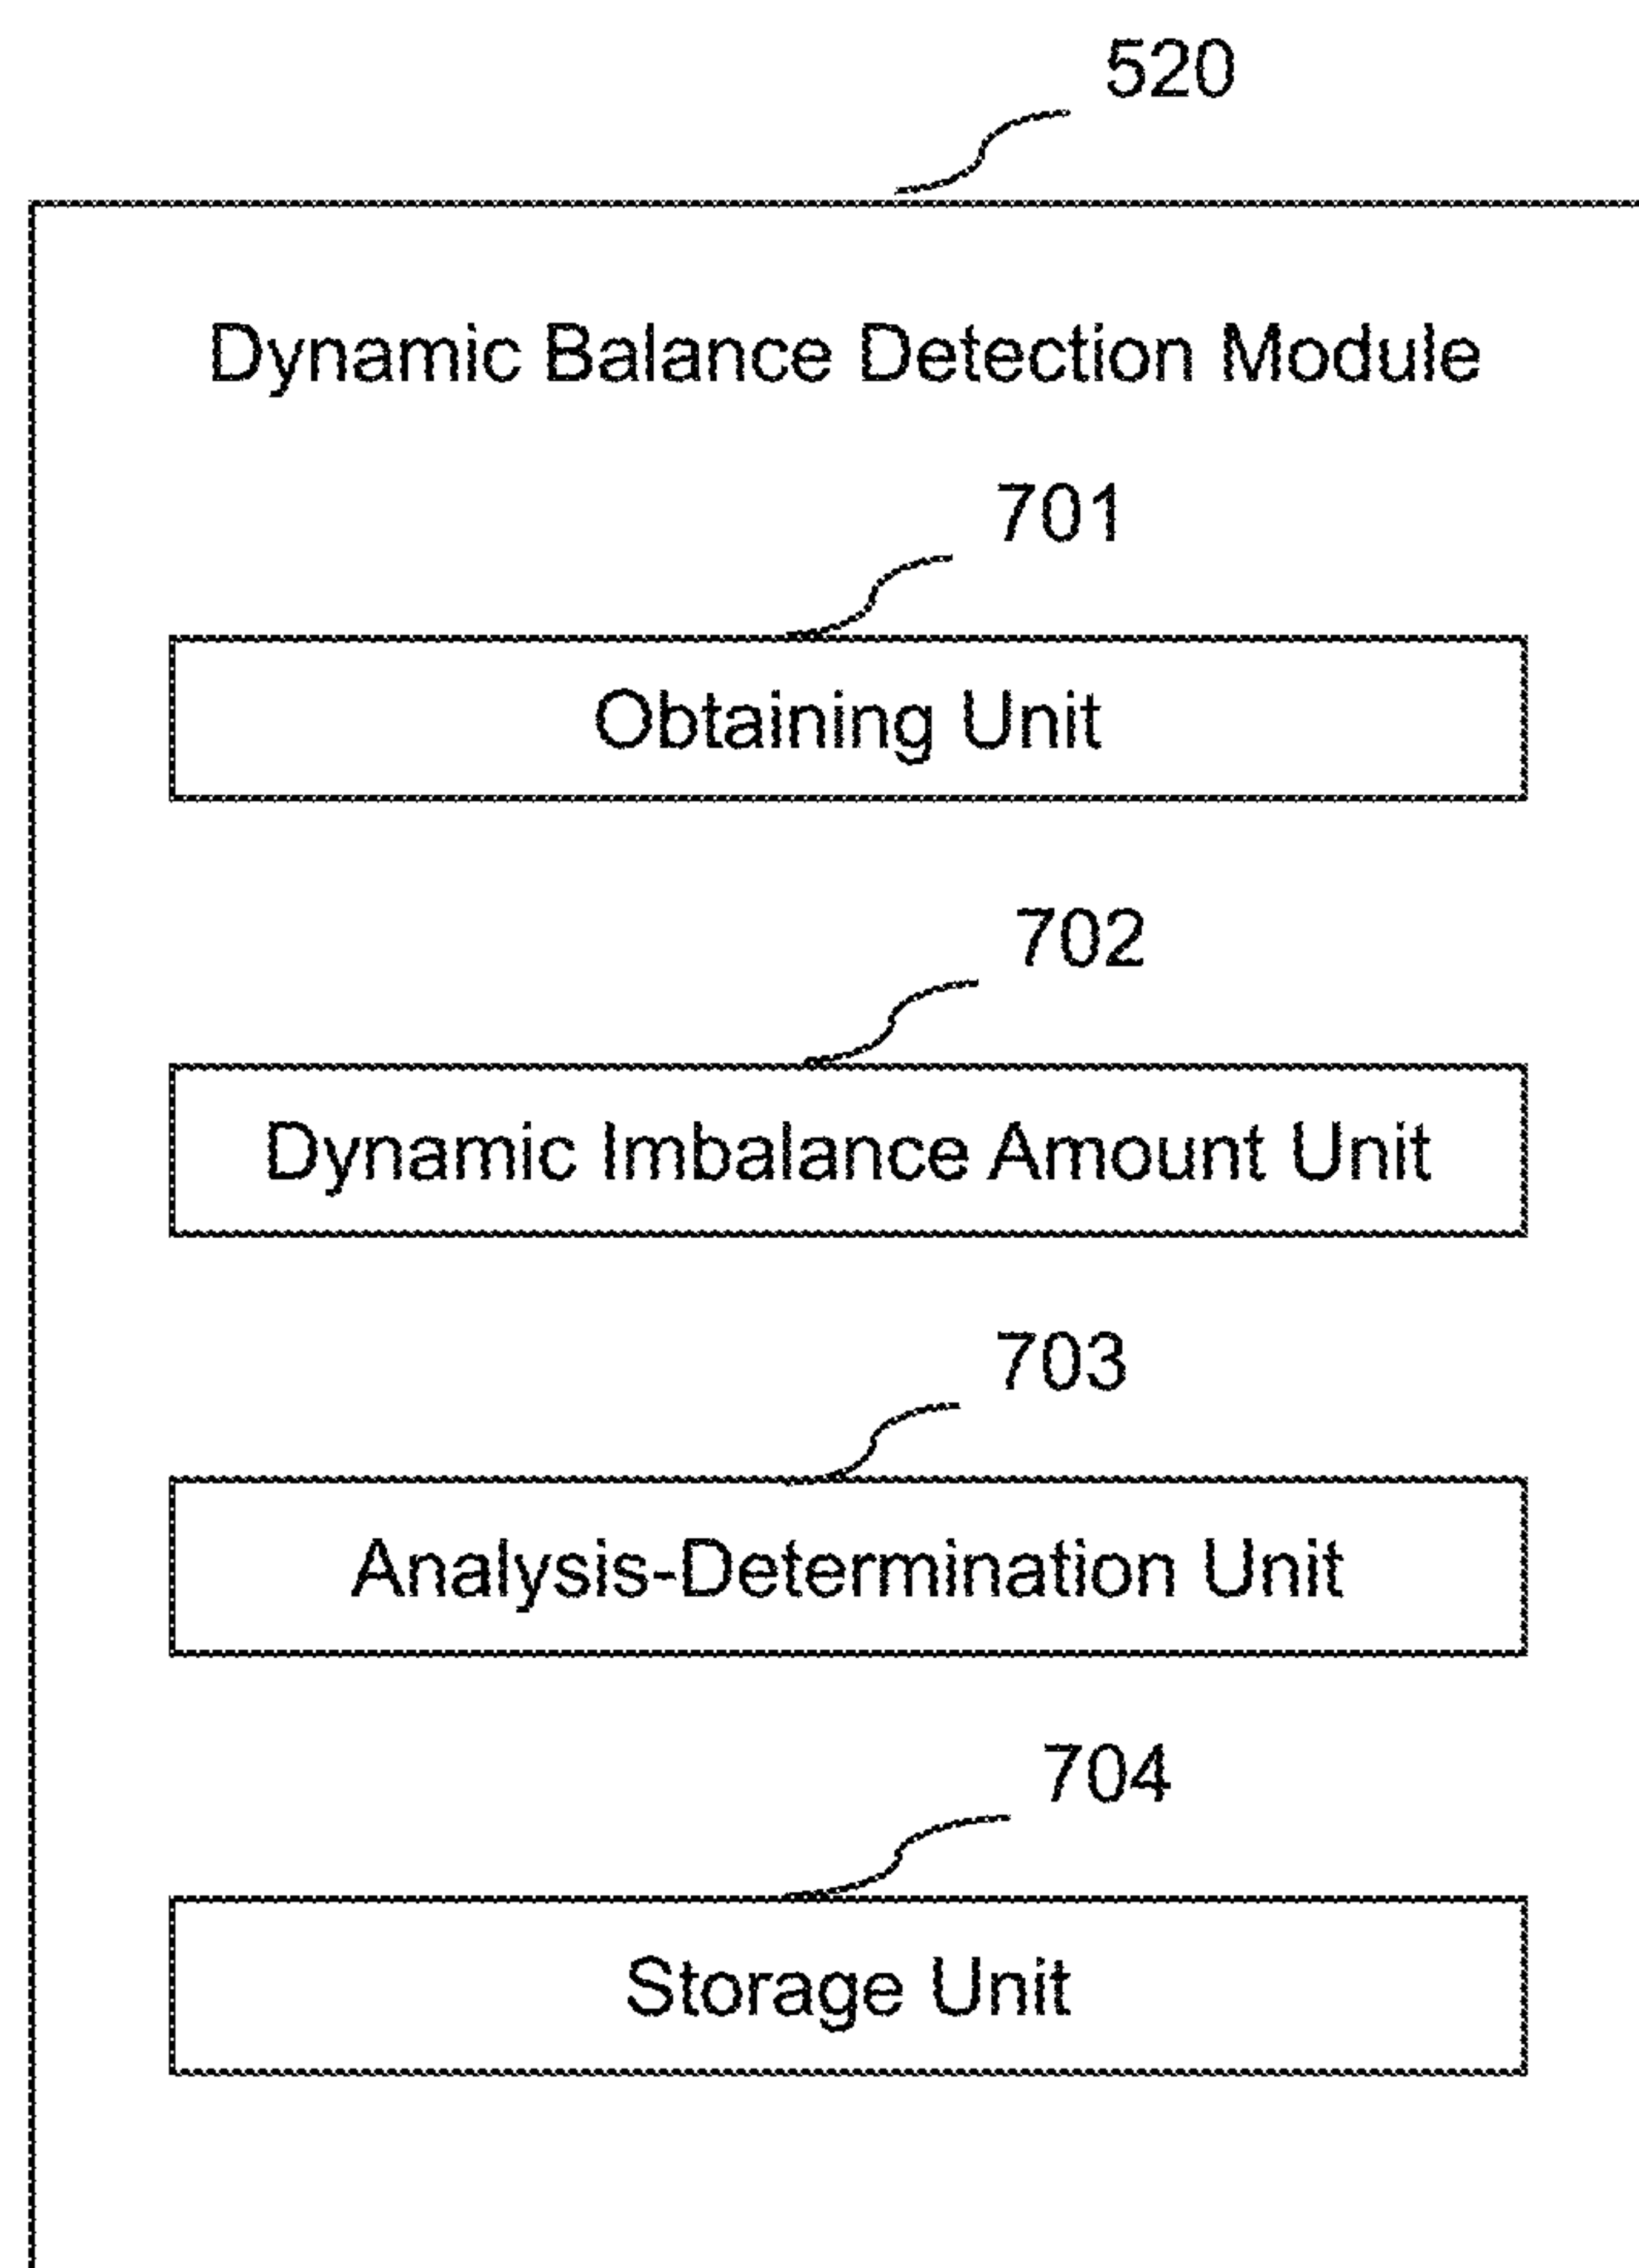 520
Dynamic Balance Detection Module
701
Obtaining Unit
702
Dynamic Imbalance Amount Unit
703
Analysis-Determination Unit
704
Storage Unit